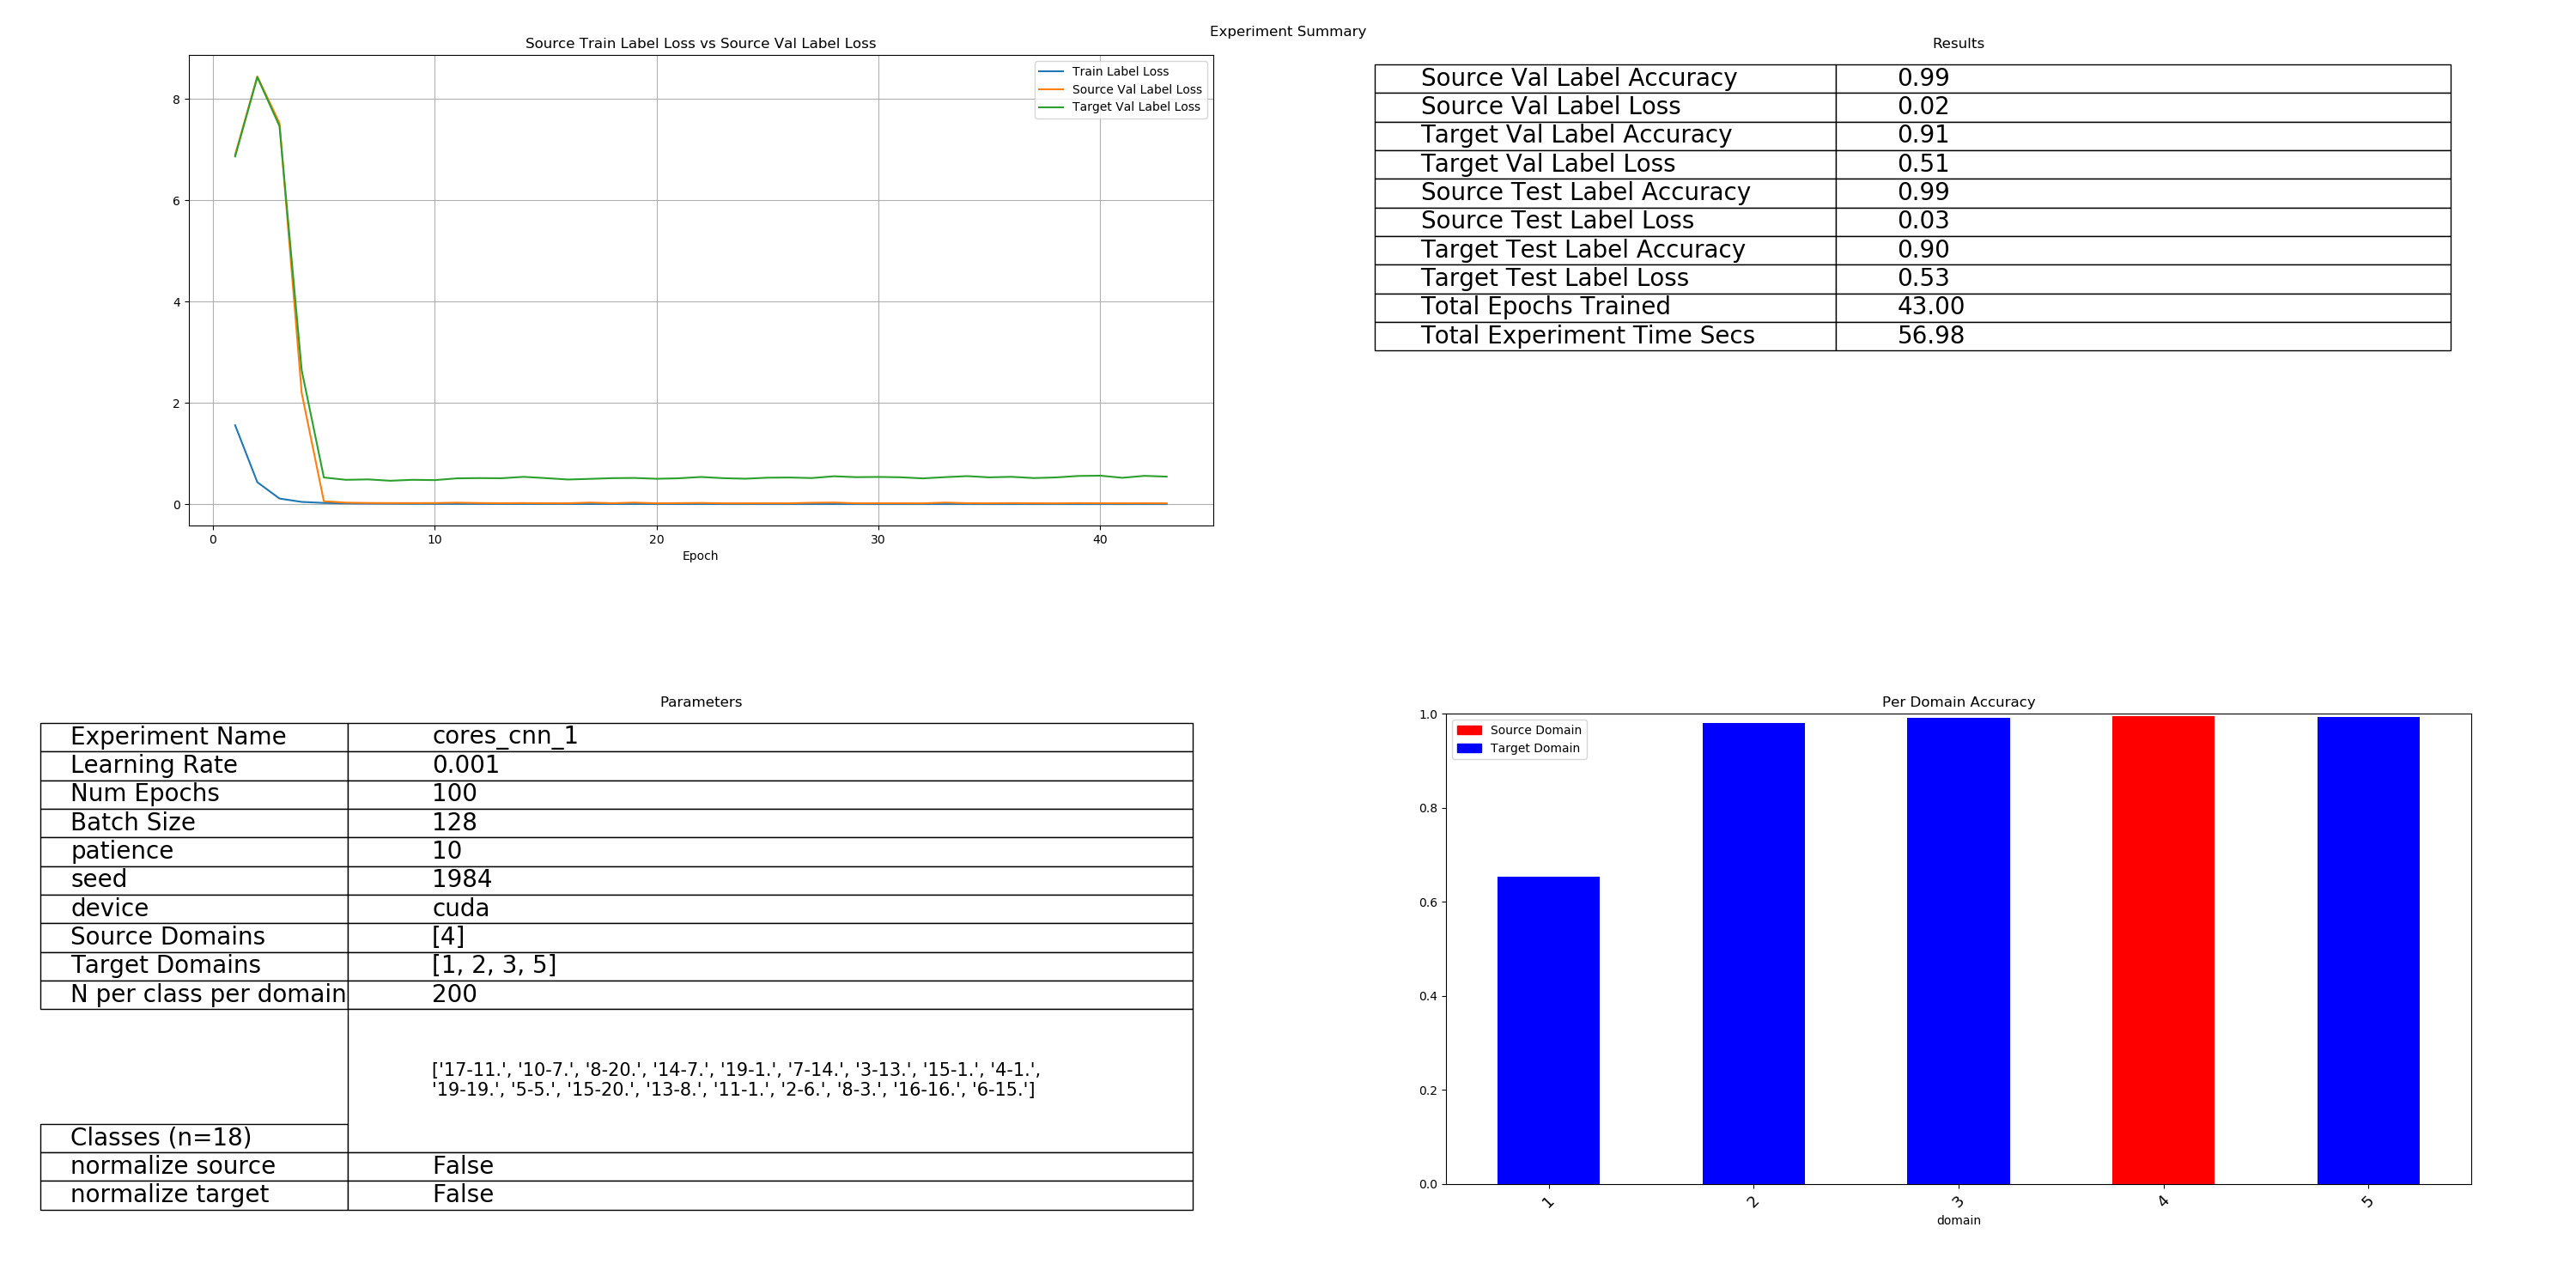 Experiment Summary
Source Train Label Loss vs Source Val Label Loss
Train Label Loss
Source Val Label Loss
Target Val Label Loss
8
6
4
2
0
0 10 20 30 40
Epoch
Results
Source Val Label Accuracy 0.99
Source Val Label Loss 0.02
Target Val Label Accuracy 0.91
Target Val Label Loss 0.51
Source Test Label Accuracy 0.99
Source Test Label Loss 0.03
Target Test Label Accuracy 0.90
Target Test Label Loss 0.53
Total Epochs Trained 43.00
Total Experiment Time Secs 56.98
Parameters
Experiment Name cores_cnn_1
Learning Rate 0.001
Num Epochs 100
Batch Size 128
patience 10
seed 1984
device cuda
Source Domains [4]
Target Domains [1, 2, 3, 5]
N per class per domain 200
['17-11.', '10-7.', '8-20.', '14-7.', '19-1.', '7-14.', '3-13.', '15-1.', '4-1.',
'19-19.', '5-5.', '15-20.', '13-8.', '11-1.', '2-6.', '8-3.', '16-16.', '6-15.']
Classes (n=18)
normalize source False
normalize target False
Per Domain Accuracy
Source Domain
Target Domain
1.0
0.8
0.6
0.4
0.2
0.0
1 2 3 4 5
domain